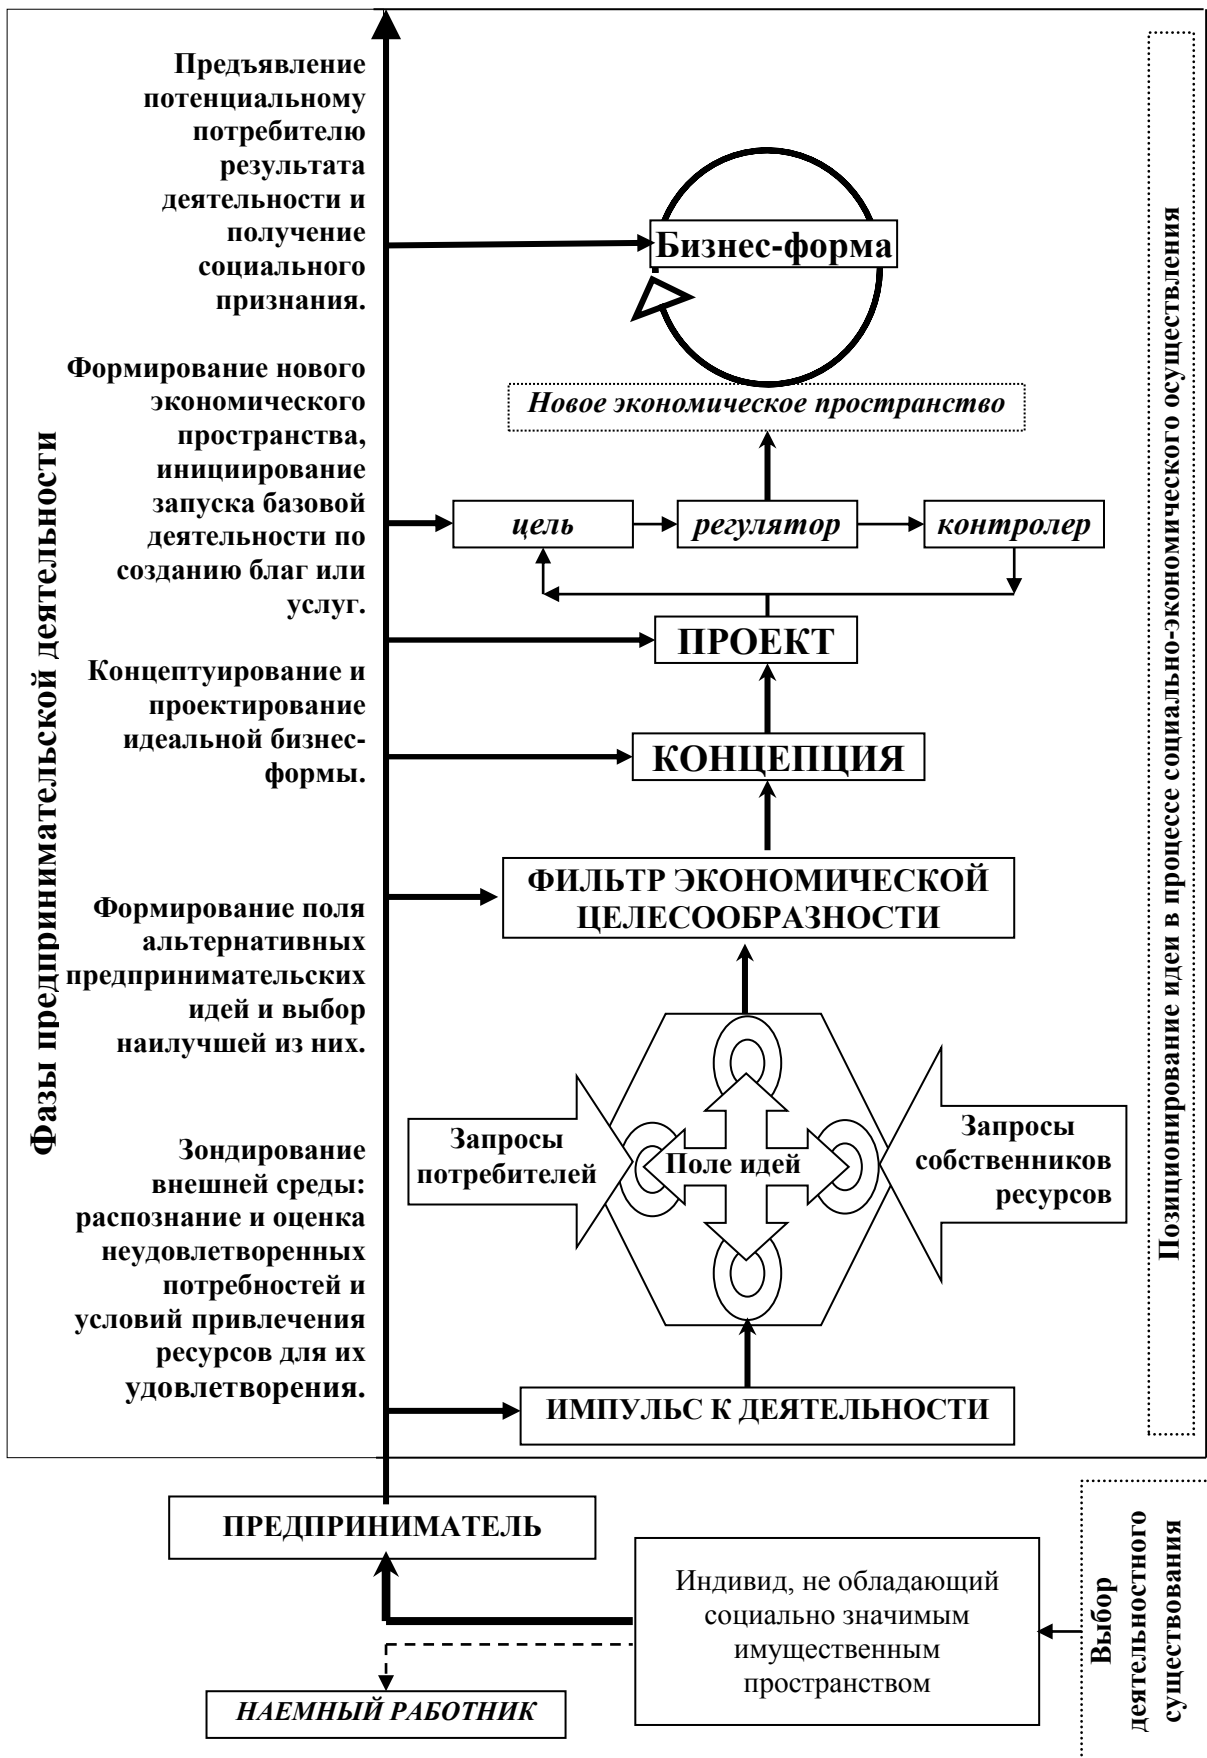 Фазы предпринимательской деятельности
Предъявление
потенциальному
потребителю
результата
деятельности и
получение
социального
признания.
Формирование нового
экономического
пространства,
инициирование
запуска базовой
деятельности по
созданию благ или
услуг.
Концептуирование и
проектирование
идеальной бизнес-
формы.
Формирование поля
альтернативных
предпринимательских
идей и выбор
наилучшей из них.
Зондирование
внешней среды:
распознание и оценка
неудовлетворенных
потребностей и
условий привлечения
ресурсов для их
удовлетворения.
Бизнес-форма
Новое экономическое пространство
цель
регулятор
контролер
ПРОЕКТ
КОНЦЕПЦИЯ
ФИЛЬТР ЭКОНОМИЧЕСКОЙ
ЦЕЛЕСООБРАЗНОСТИ
Запросы
потребителей
Поле идей
Запросы
собственников
ресурсов
ИМПУЛЬС К ДЕЯТЕЛЬНОСТИ
Позиционирование идеи в процессе социально-экономического осуществления
ПРЕДПРИНИМАТЕЛЬ
Индивид, не обладающий
социально значимым
имущественным
пространством
НАЕМНЫЙ РАБОТНИК
Выбор
деятельностного
существования